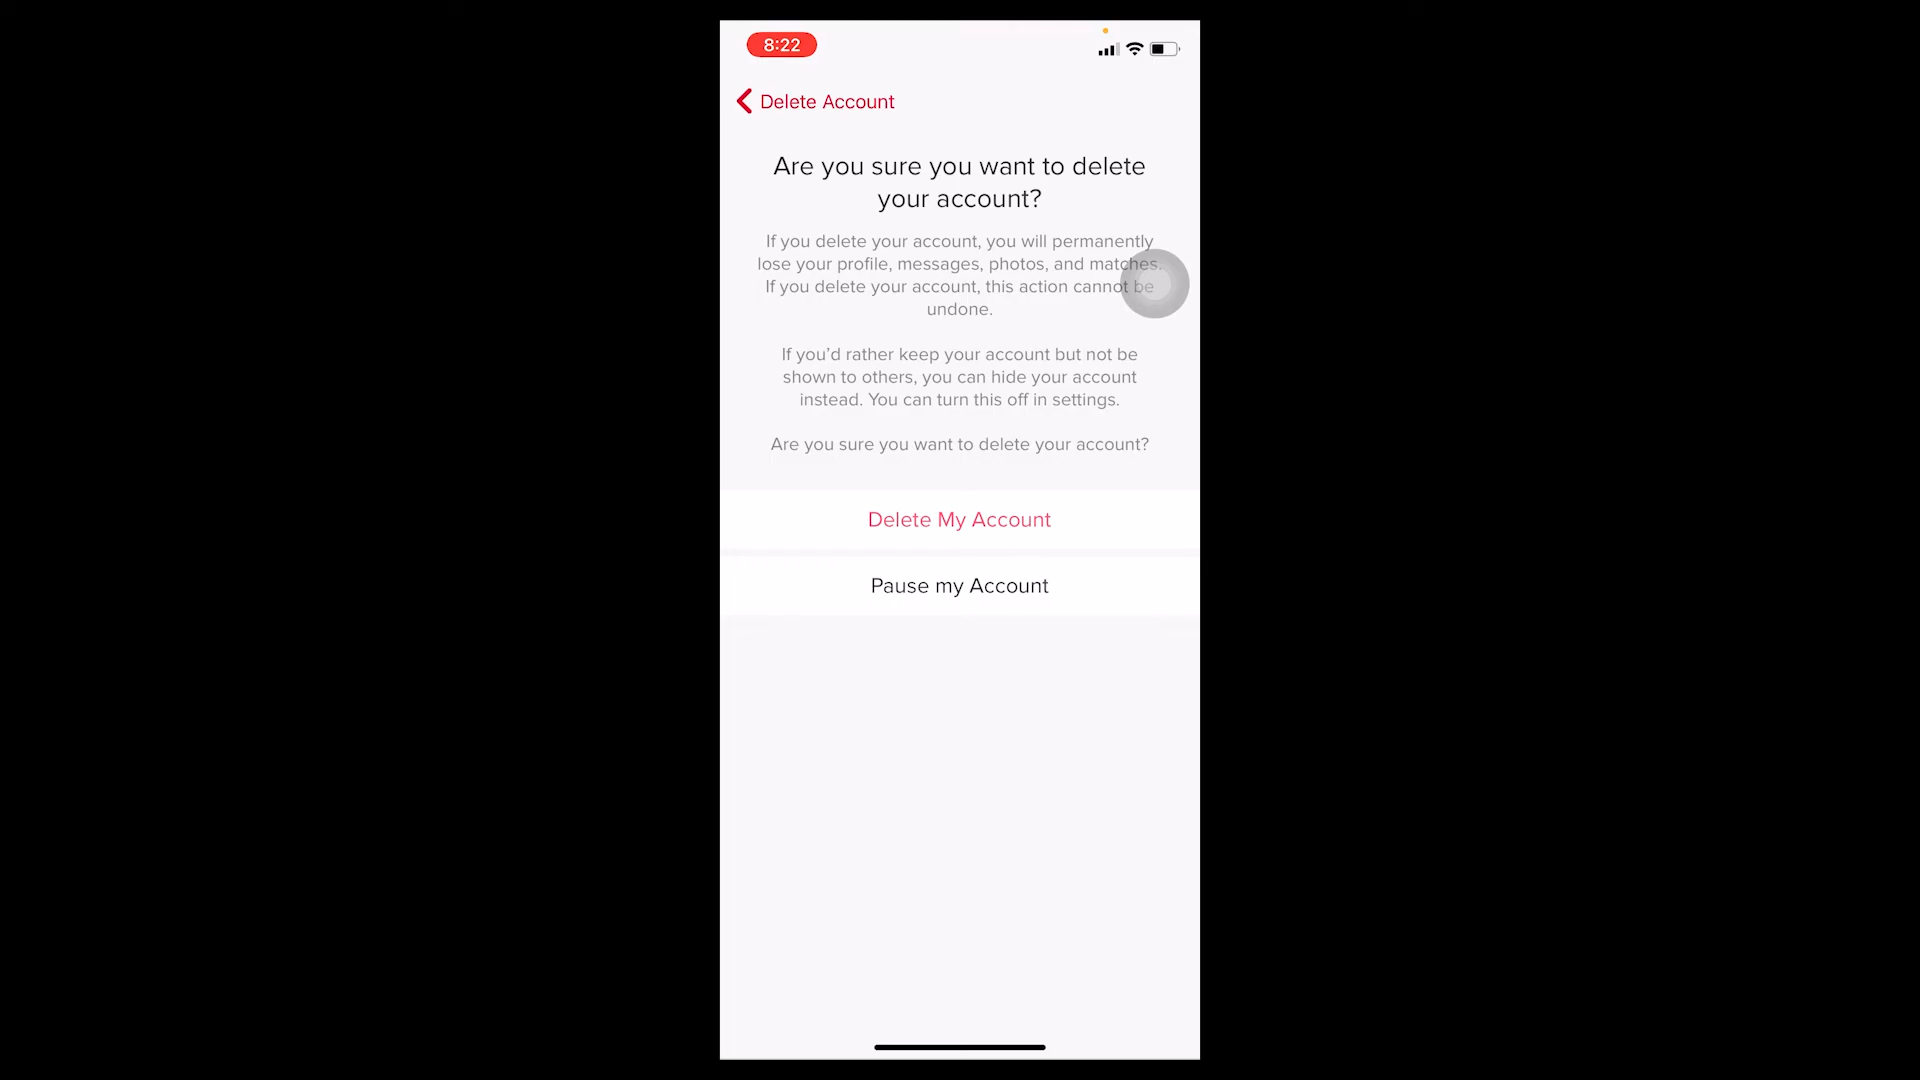 8:22
Delete Account
Are you sure you want to delete
your account?
If you delete your account, you will permanently
lose your profile, messages, photos, and matches.
If you delete your account, this action cannot be
undone.
If you’d rather keep your account but not be
shown to others, you can hide your account
instead. You can turn this off in settings.
Are you sure you want to delete your account?
Delete My Account
Pause my Account